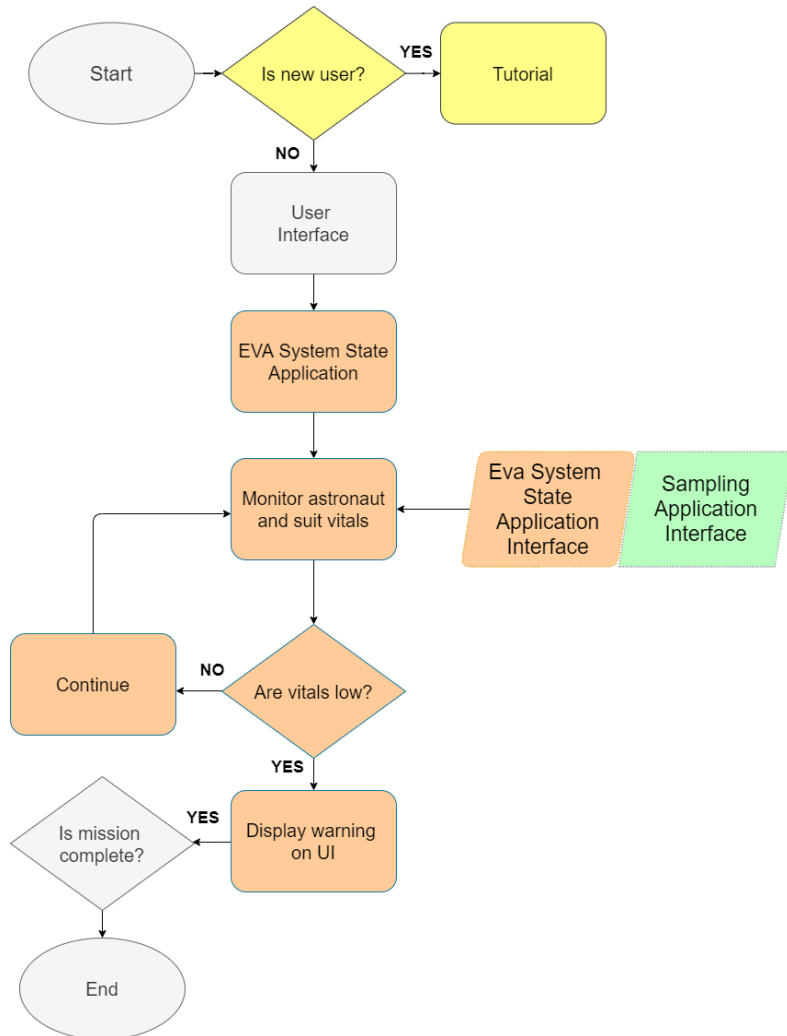 Start
Is new user?
YES
Tutorial
NO
User
Interface
EVA System State
Application
Monitor astronaut
and suit vitals
Eva System
State
Application
Interface
Sampling
Application
Interface
Continue
NO
Are vitals low?
YES
Is mission
complete?
YES
Display warning
on UI
End